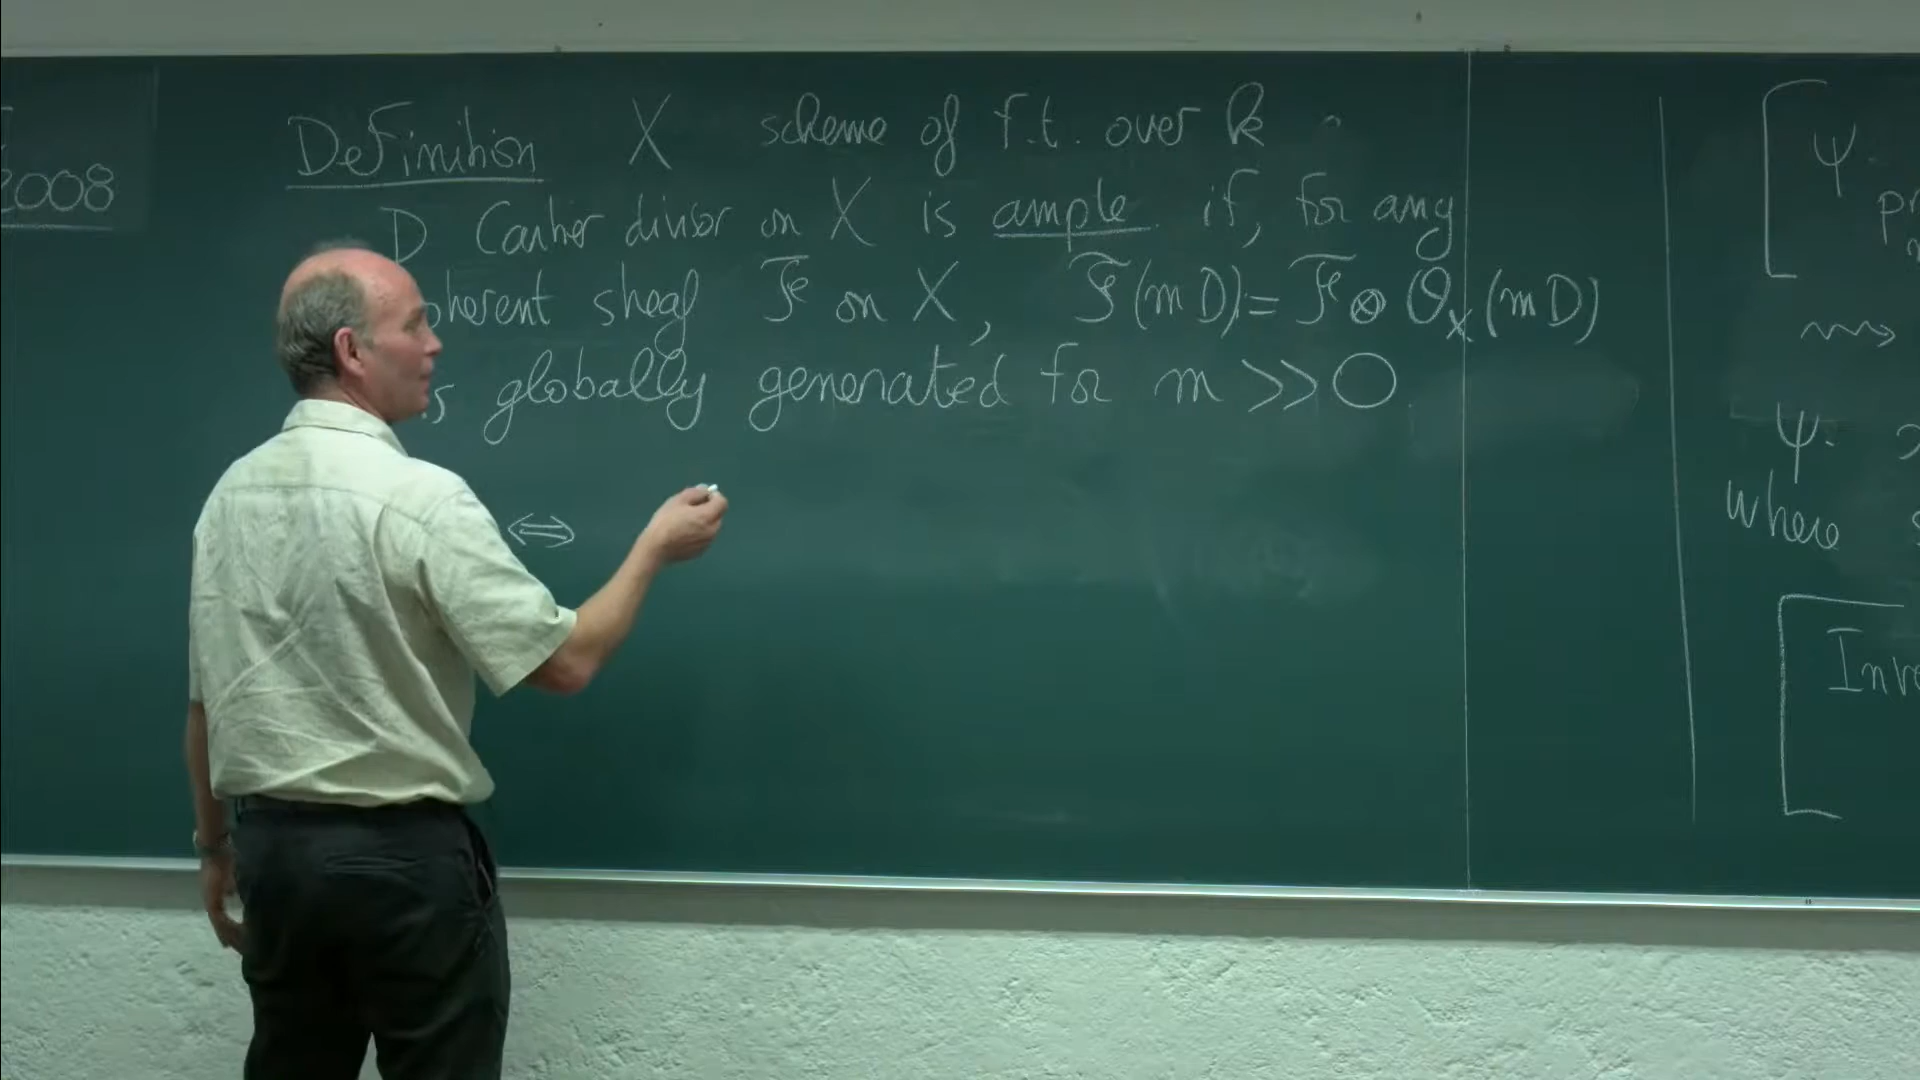 2008
Definition X scheme of f.t. over k
D Cartier divisor on X is ample if, for any
coherent sheaf ℱ on X, ℱ(mD):= ℱ⊗𝒪_X(mD)
is globally generated for m >> 0.
⇔
ψ:
⇝
ψ:
where